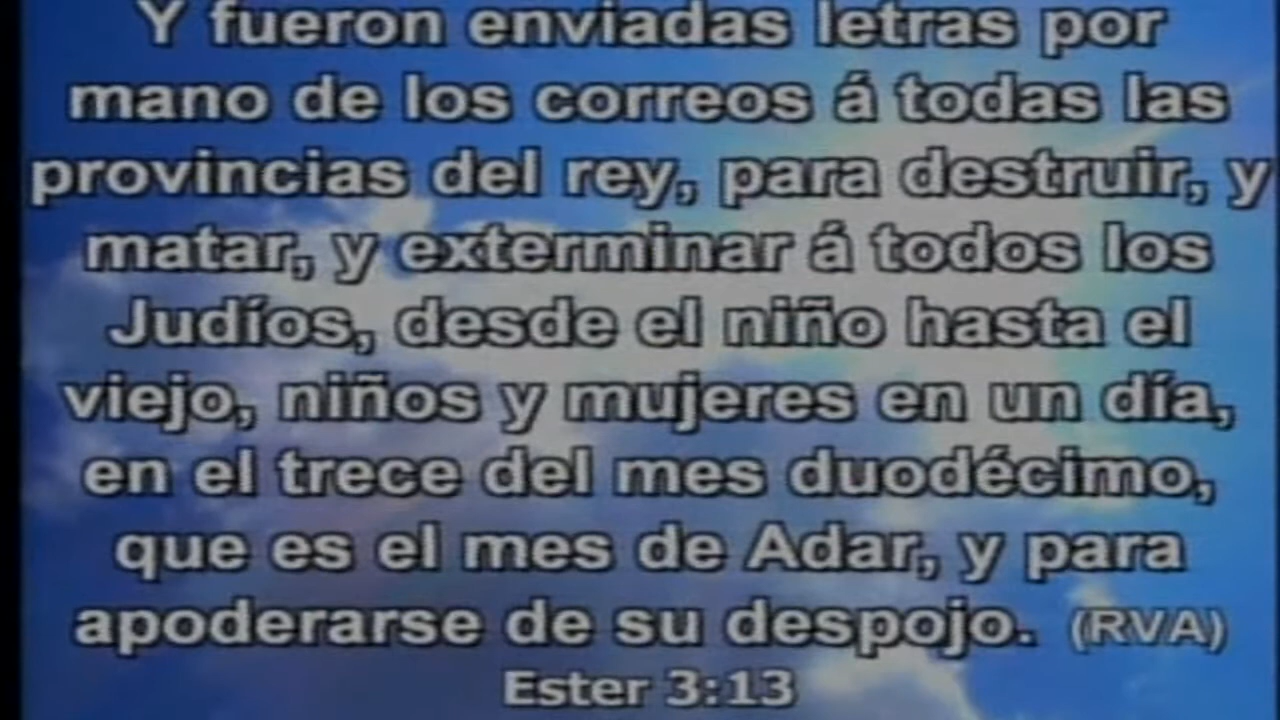 Y fueron enviadas letras por
mano de los correos á todas las
provincias del rey, para destruir, y
matar, y exterminar á todos los
Judíos, desde el niño hasta el
viejo, niños y mujeres en un día,
en el trece del mes duodécimo,
que es el mes de Adar, y para
apoderarse de su despojo. (RVA)
Ester 3:13